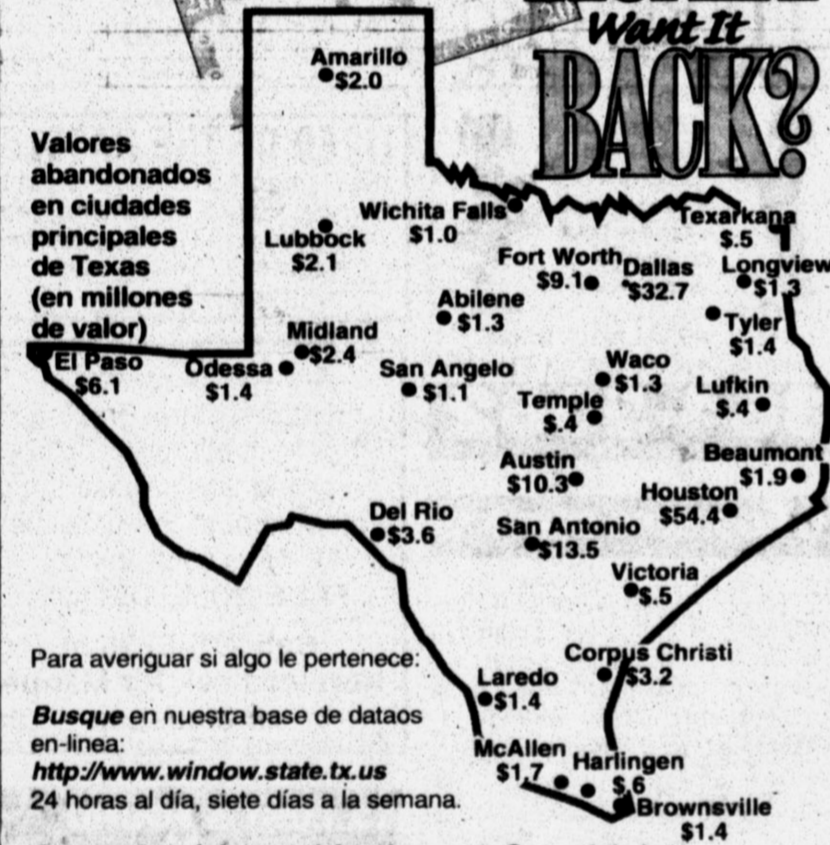 Want It
BACK?
Valores
abandonados
en ciudades
principales
de Texas
(en millones
de valor)
Amarillo
$2.0
Wichita Falls
$1.0
Lubbock
$2.1
Texarkana
$.5
Fort Worth
$9.1
Dallas
$32.7
Longview
$1.3
Abilene
$1.3
Tyler
$1.4
Midland
$2.4
El Paso
$6.1
Odessa
$1.4
San Angelo
$1.1
Waco
$1.3
Temple
$.4
Lufkin
$.4
Austin
$10.3
Beaumont
$1.9
Houston
$54.4
Del Rio
$3.6
San Antonio
$13.5
Victoria
$.5
Corpus Christi
$3.2
Laredo
$1.4
McAllen
$1.7
Harlingen
$.6
Brownsville
$1.4
Para averiguar si algo le pertenece:
Busque en nuestra base de dataos
en-linea:
http://www.window.state.tx.us
24 horas al día, siete días a la semana.